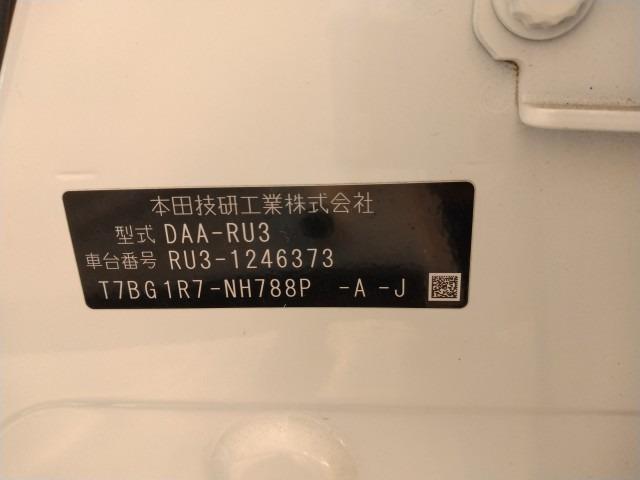 本田技研工業株式会社
型式 DAA-RU3
車台番号 RU3-1246373
T7BG1R7-NH788P -A -J